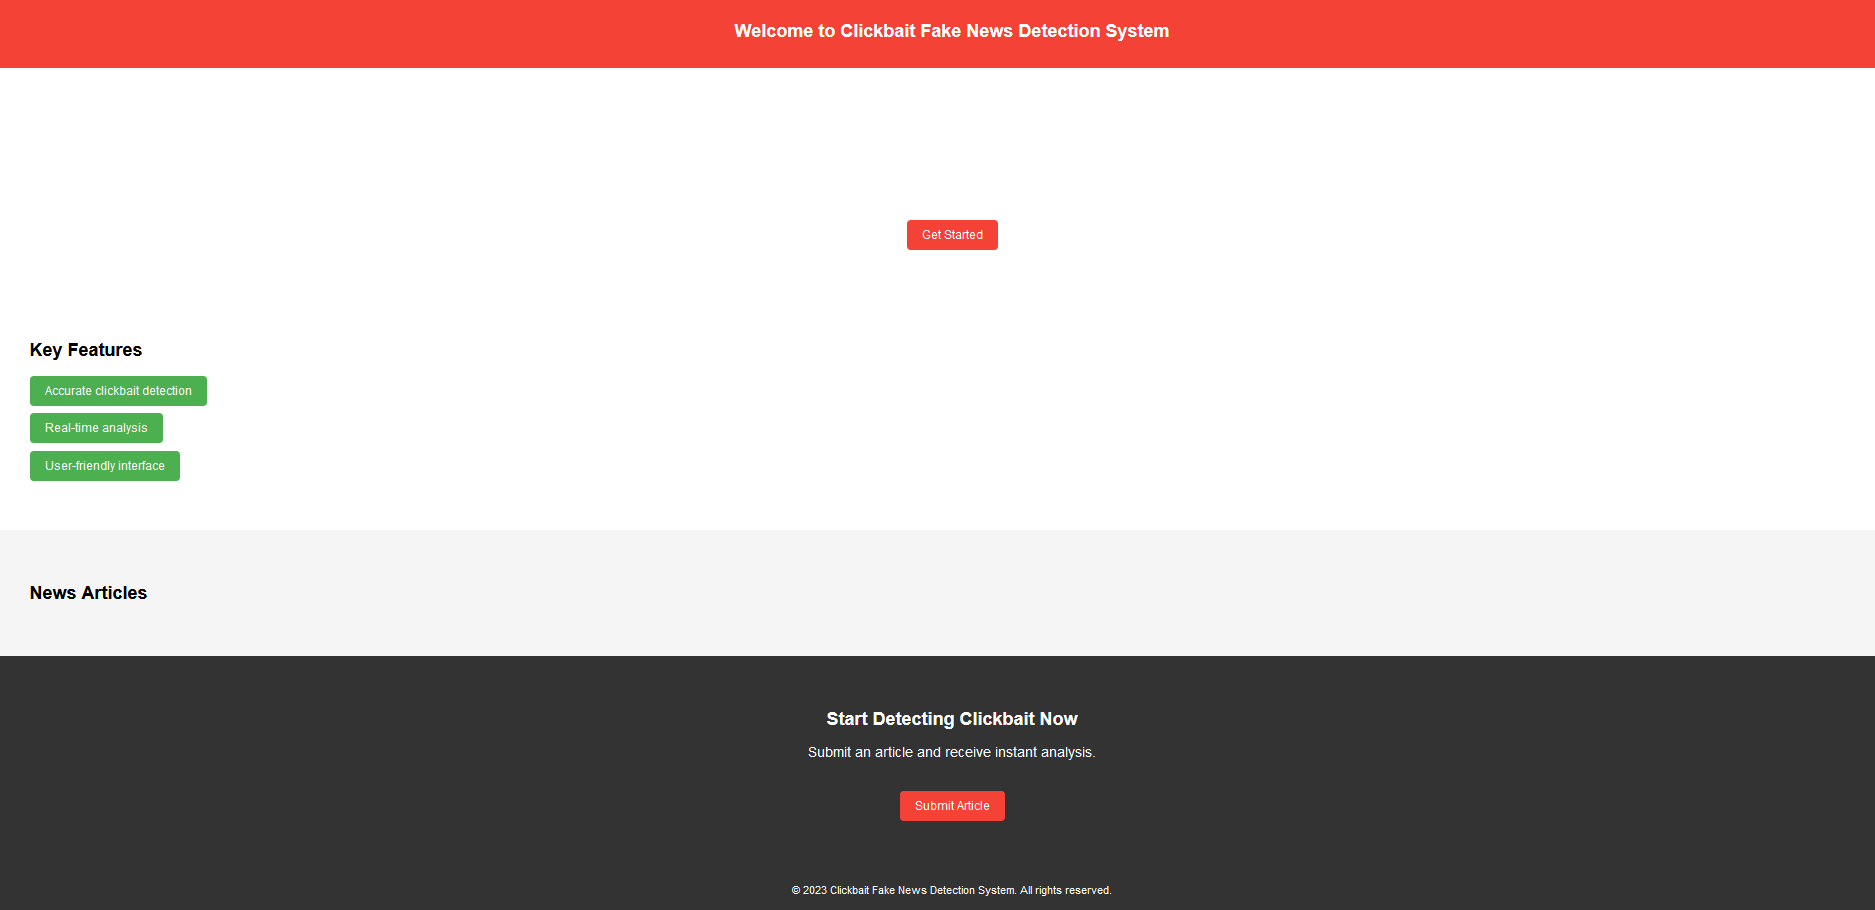 Welcome to Clickbait Fake News Detection System
Get Started
Key Features
Accurate clickbait detection
Real-time analysis
User-friendly interface
News Articles
Start Detecting Clickbait Now
Submit an article and receive instant analysis.
Submit Article
© 2023 Clickbait Fake News Detection System. All rights reserved.